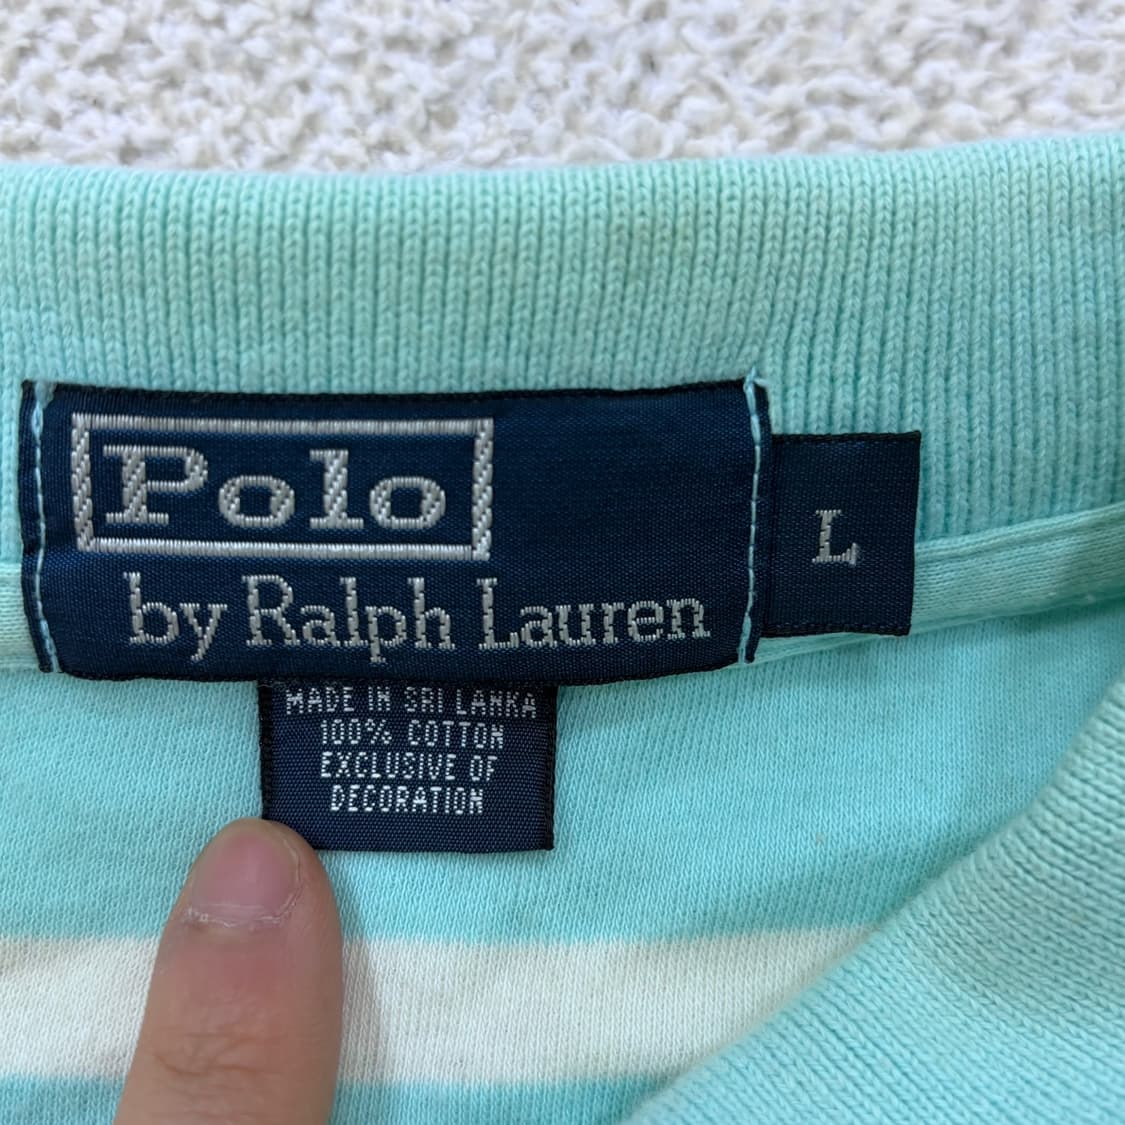 Polo
by Ralph Lauren
L
MADE IN SRI LANKA
100% COTTON
EXCLUSIVE OF
DECORATION